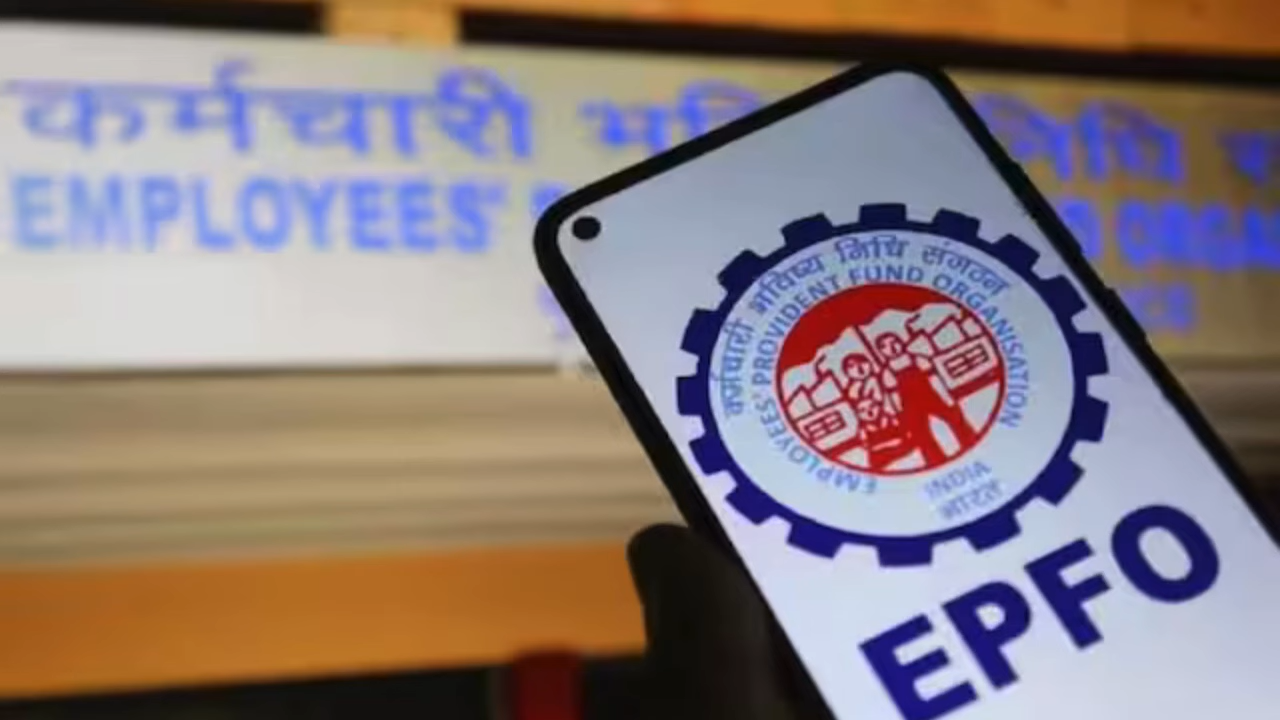 कर्मचारी
EMPLOYEES'
कर्मचारी भविष्य निधि संगठन
EMPLOYEES' PROVIDENT FUND ORGANISATION
INDIA
भारत
EPFO